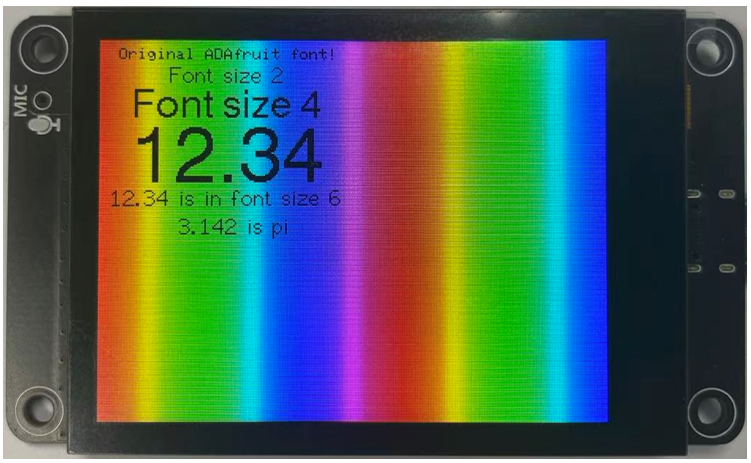 Original ADAfruit font!
Font size 2
Font size 4
12.34
12.34 is in font size 6
3.142 is pi
MIC